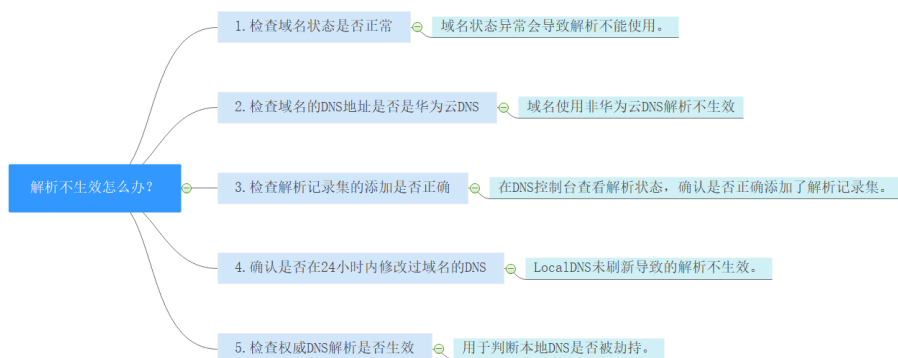 1.检查域名状态是否正常
域名状态异常会导致解析不能使用。
2.检查域名的DNS地址是否是华为云DNS
域名使用非华为云DNS解析不生效
解析不生效怎么办？
3.检查解析记录集的添加是否正确
在DNS控制台查看解析状态，确认是否正确添加了解析记录集。
4.确认是否在24小时内修改过域名的DNS
LocalDNS未刷新导致的解析不生效。
5.检查权威DNS解析是否生效
用于判断本地DNS是否被劫持。